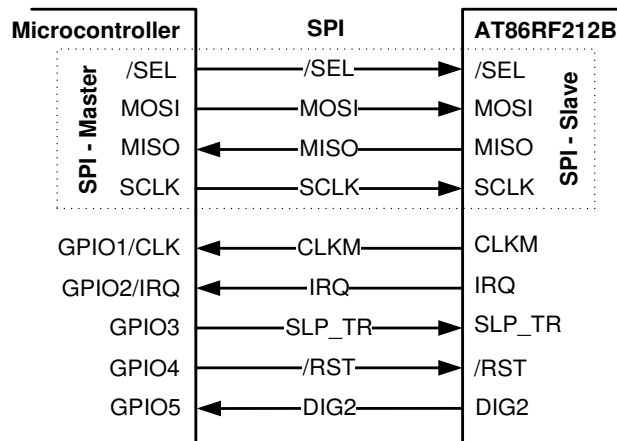 Microcontroller SPI AT86RF212B
/SEL /SEL /SEL
MOSI MOSI MOSI
MISO MISO MISO
SCLK SCLK SCLK
SPI - Master
SPI - Slave
GPIO1/CLK CLKM CLKM
GPIO2/IRQ IRQ IRQ
GPIO3 SLP_TR SLP_TR
GPIO4 /RST /RST
GPIO5 DIG2 DIG2